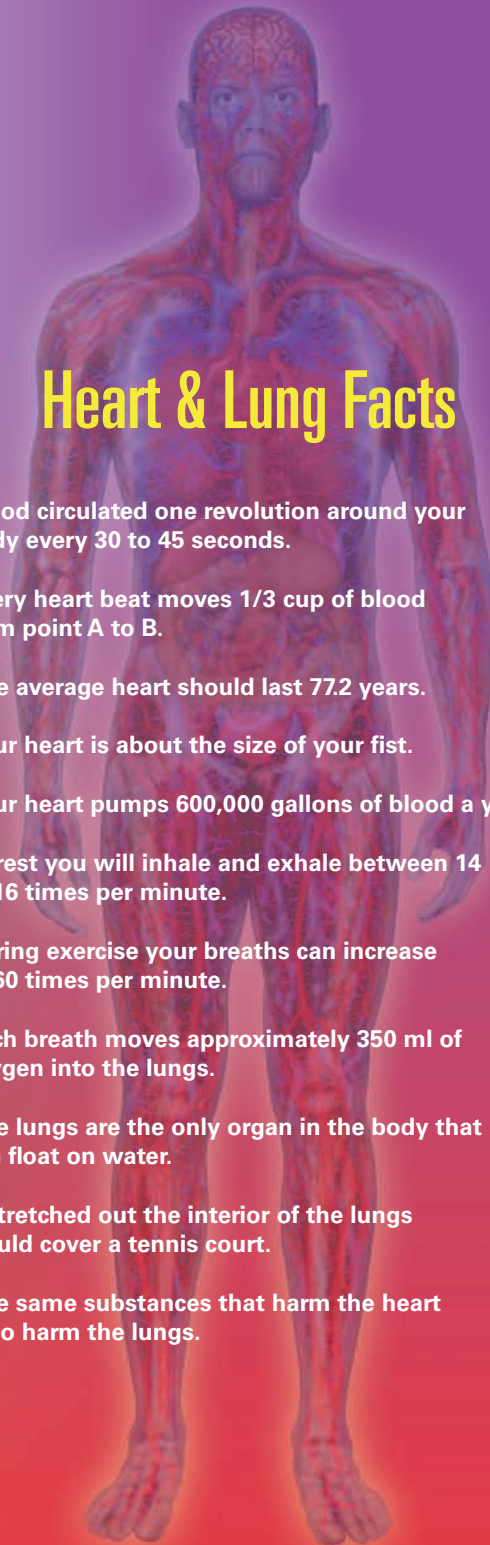 Heart & Lung Facts
od circulated one revolution around your
dy every 30 to 45 seconds.
ery heart beat moves 1/3 cup of blood
m point A to B.
e average heart should last 77.2 years.
ur heart is about the size of your fist.
ur heart pumps 600,000 gallons of blood a y
rest you will inhale and exhale between 14
16 times per minute.
ring exercise your breaths can increase
60 times per minute.
ch breath moves approximately 350 ml of
ygen into the lungs.
e lungs are the only organ in the body that
float on water.
tretched out the interior of the lungs
uld cover a tennis court.
e same substances that harm the heart
o harm the lungs.